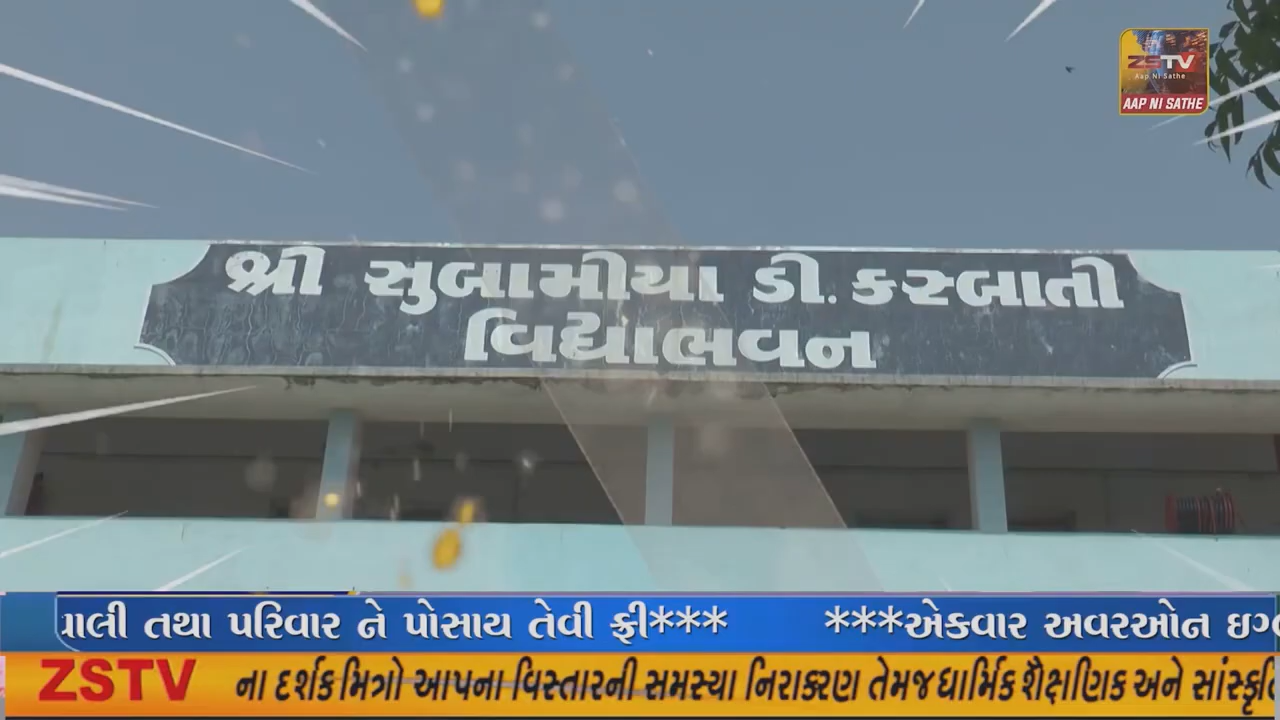 ZSTV
Aap Ni Sathe
AAP NI SATHE
શ્રી સુબામીયા ડી. કરબાતી
વિદ્યાભવન
તથા પરિવાર ને પોસાય તેવી ફ્રી*** ***એકવાર અવરઓન
ZSTV ના દર્શક મિત્રો આપના વિસ્તારની સમસ્યા નિરાકરણ તેમજ ધાર્મિક શૈક્ષણિક અને